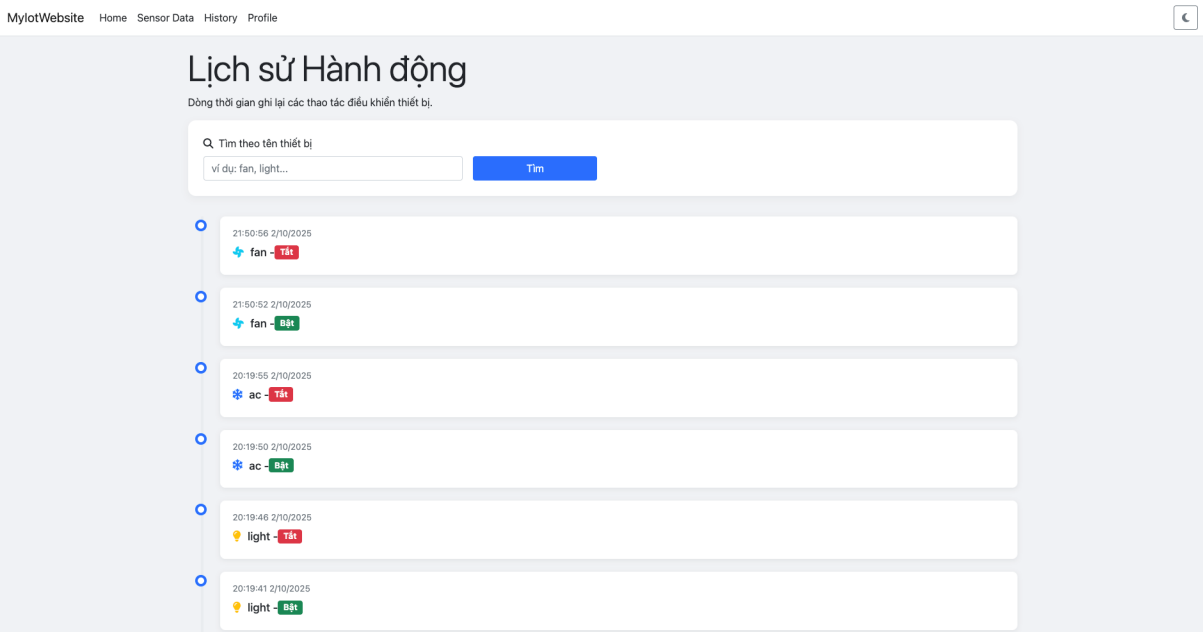 MyIotWebsite Home Sensor Data History Profile
Lịch sử Hành động
Dòng thời gian ghi lại các thao tác điều khiển thiết bị.
Tìm theo tên thiết bị
ví dụ: fan, light... Tìm
21:50:56 2/10/2025
fan - Tắt
21:50:52 2/10/2025
fan - Bật
20:19:55 2/10/2025
ac - Tắt
20:19:50 2/10/2025
ac - Bật
20:19:46 2/10/2025
light - Tắt
20:19:41 2/10/2025
light - Bật